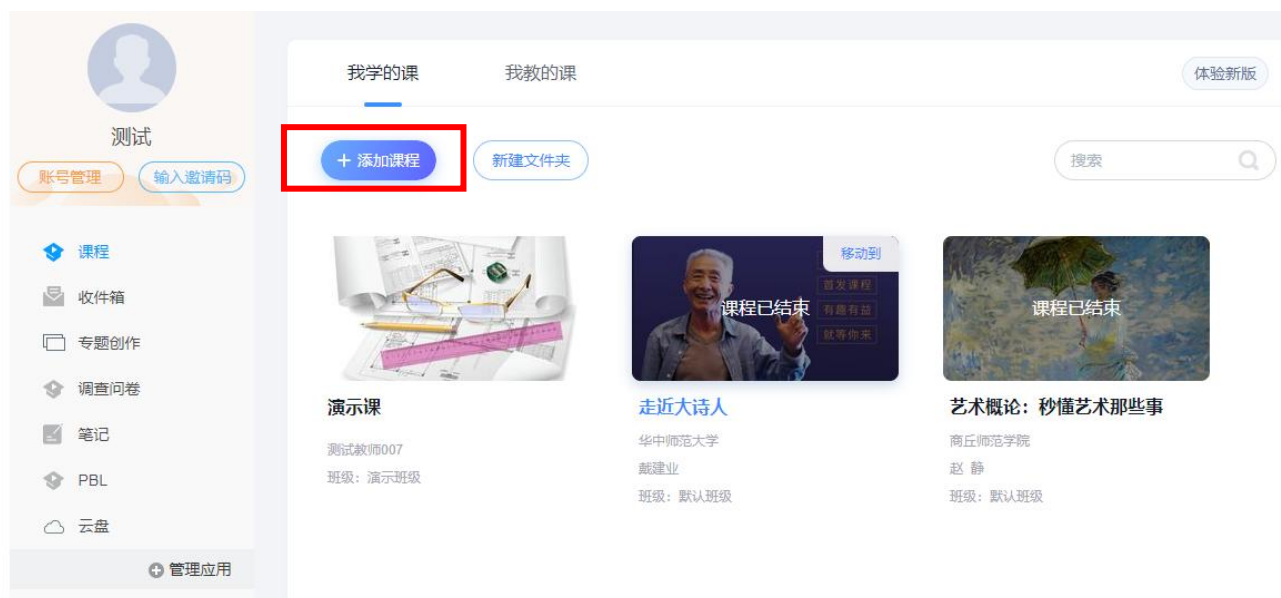 测试
账号管理
输入邀请码
课程
收件箱
专题创作
调查问卷
笔记
PBL
云盘
管理应用
我学的课
我教的课
体验新版
+ 添加课程
新建文件夹
搜索
演示课
测试教师007
班级：演示班级
移动到
首发课程
课程已结束
有趣有益
就等你来
走近大诗人
华中师范大学
戴建业
班级：默认班级
课程已结束
艺术概论：秒懂艺术那些事
商丘师范学院
赵 静
班级：默认班级